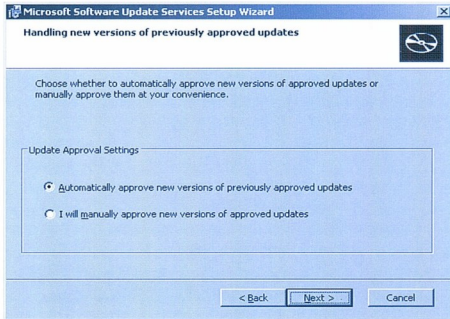 Microsoft Software Update Services Setup Wizard
Handling new versions of previously approved updates
Choose whether to automatically approve new versions of approved updates or
manually approve them at your convenience.
Update Approval Settings
Automatically approve new versions of previously approved updates
I will manually approve new versions of approved updates
< Back
Next >
Cancel